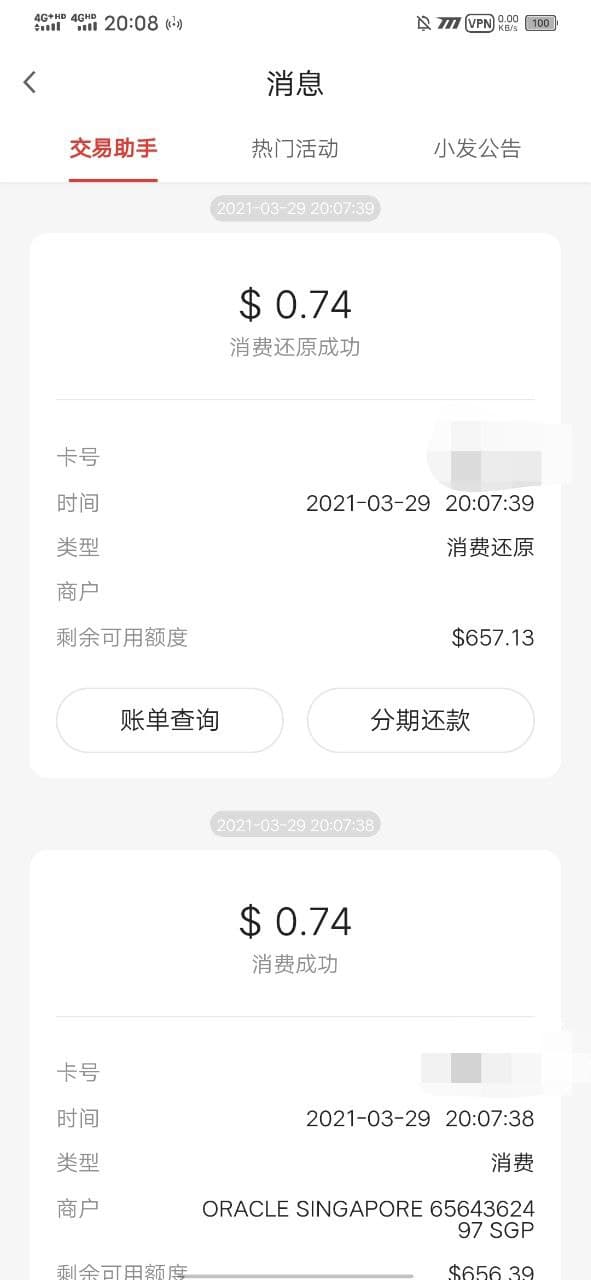 4G+HD 4GHD 20:08 VPN 0.00 KB/s 100
消息
交易助手 热门活动 小发公告
2021-03-29 20:07:39
$ 0.74
消费还原成功
卡号
时间 2021-03-29 20:07:39
类型 消费还原
商户
剩余可用额度 $657.13
账单查询 分期还款
2021-03-29 20:07:38
$ 0.74
消费成功
卡号
时间 2021-03-29 20:07:38
类型 消费
商户 ORACLE SINGAPORE 65643624
97 SGP
剩余可用额度 $656.39